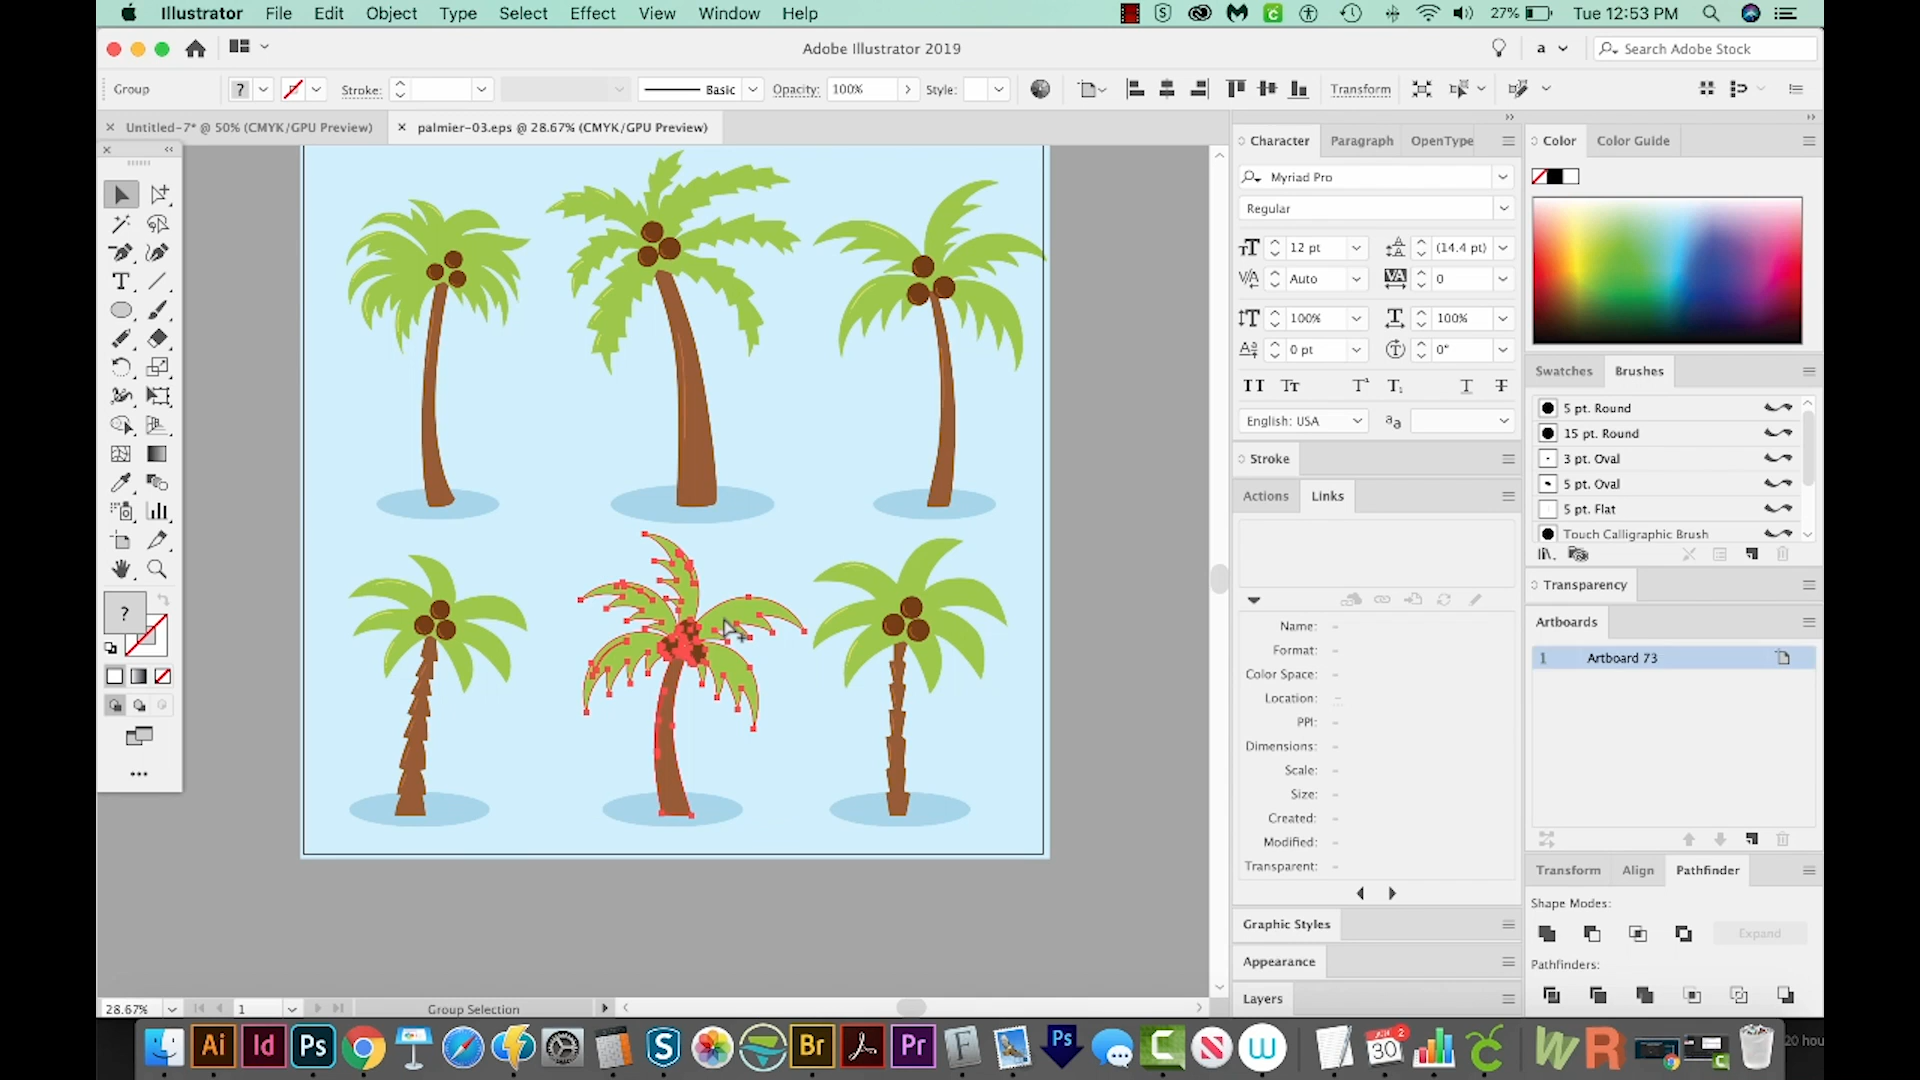 Illustrator File Edit Object Type Select Effect View Window Help 27% Tue 12:53 PM
Adobe Illustrator 2019 a Search Adobe Stock
Group ? Stroke: Basic Opacity: 100% Style: Transform
Untitled-7* @ 50% (CMYK/GPU Preview) palmier-03.eps @ 28.67% (CMYK/GPU Preview)
Character Paragraph OpenType
Myriad Pro
Regular
12 pt (14.4 pt)
Auto 0
100% 100%
0 pt 0°
English: USA
Stroke
Actions Links
Name: –
Format: –
Color Space: –
Location: –
PPI: –
Dimensions: –
Scale: –
Size: –
Created: –
Modified: –
Transparent: –
Graphic Styles
Appearance
Layers
Color Color Guide
Swatches Brushes
5 pt. Round
15 pt. Round
3 pt. Oval
5 pt. Oval
5 pt. Flat
Touch Calligraphic Brush
Transparency
Artboards
1 Artboard 73
Transform Align Pathfinder
Shape Modes:
Expand
Pathfinders:
?
28.67% 1 Group Selection
Ai Id Ps Br Pr Ps JUN 30 2 20 hou